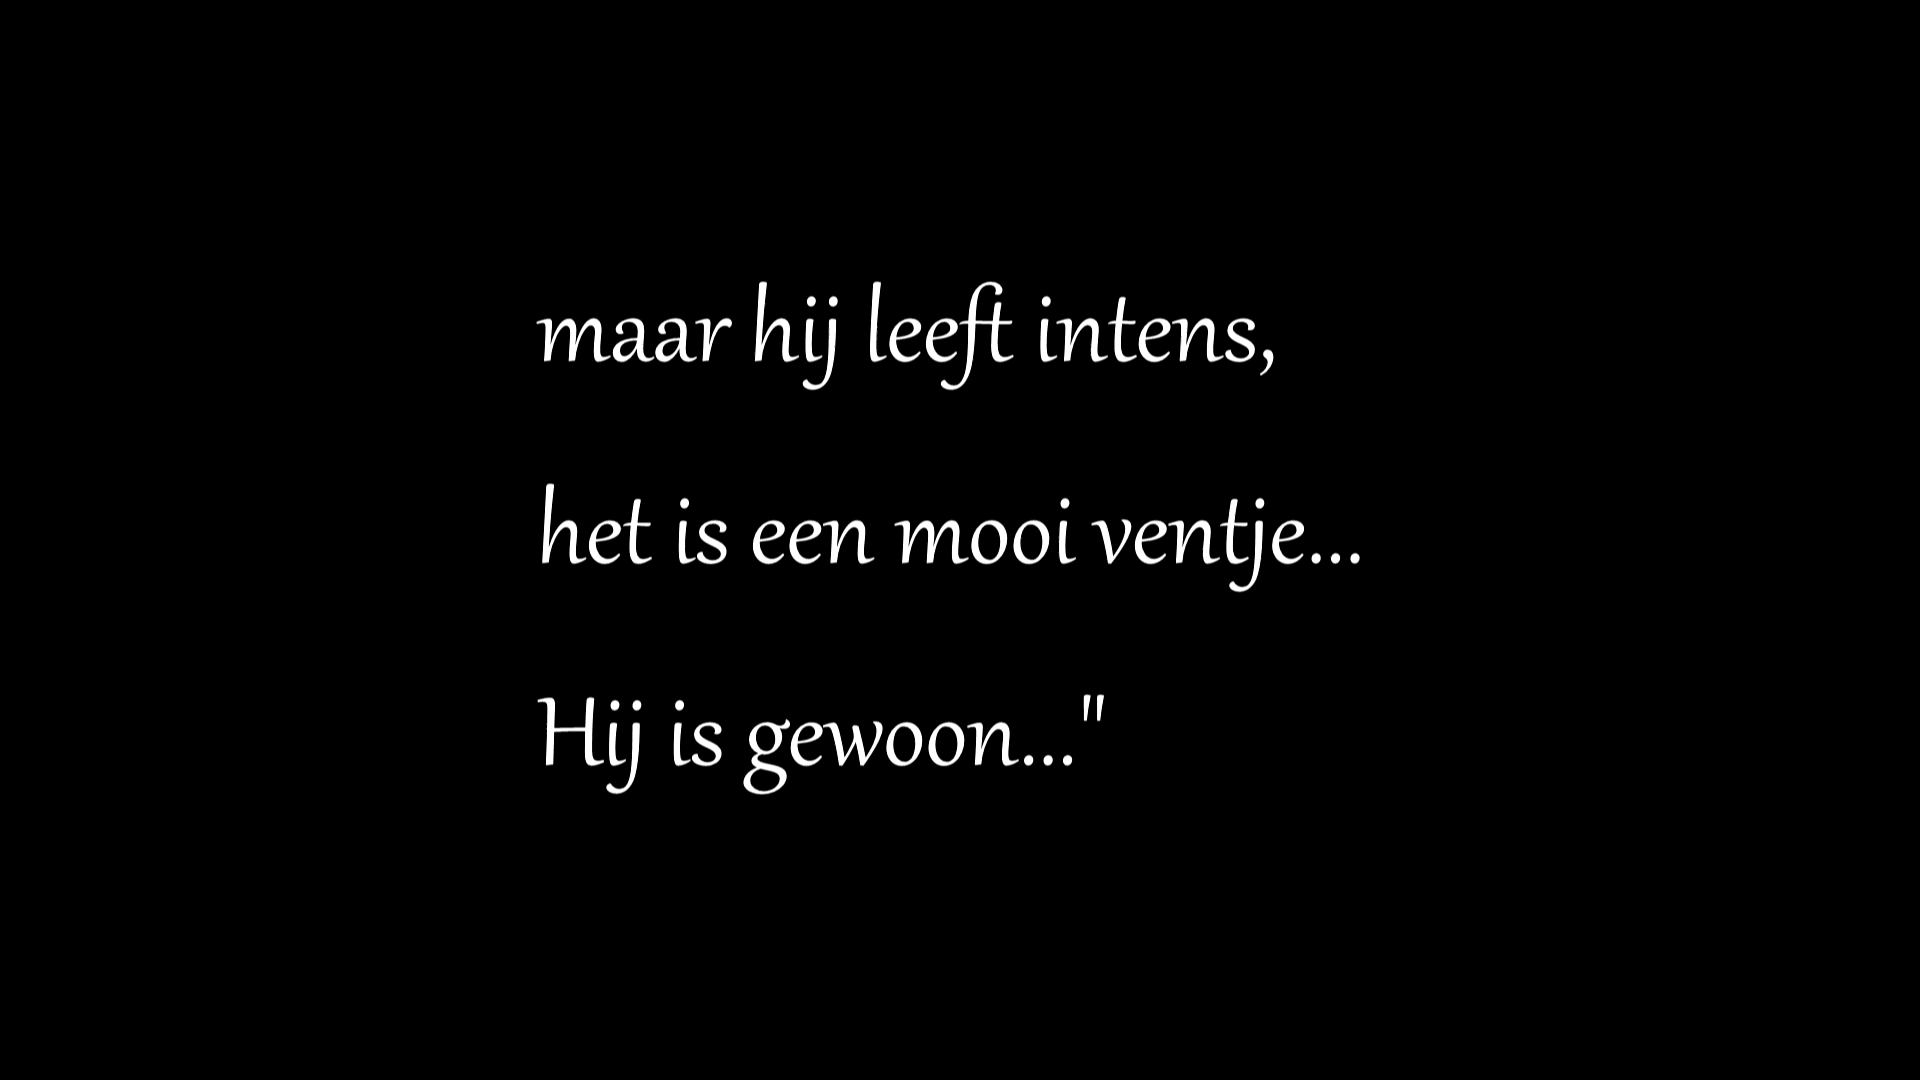 maar hij leeft intens,
het is een mooi ventje...
Hij is gewoon..."